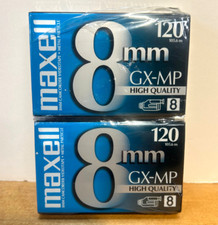 maxell
8mm
120
GX-MP
HIGH QUALITY
8
maxell
8mm
120
GX-MP
HIGH QUALITY
8